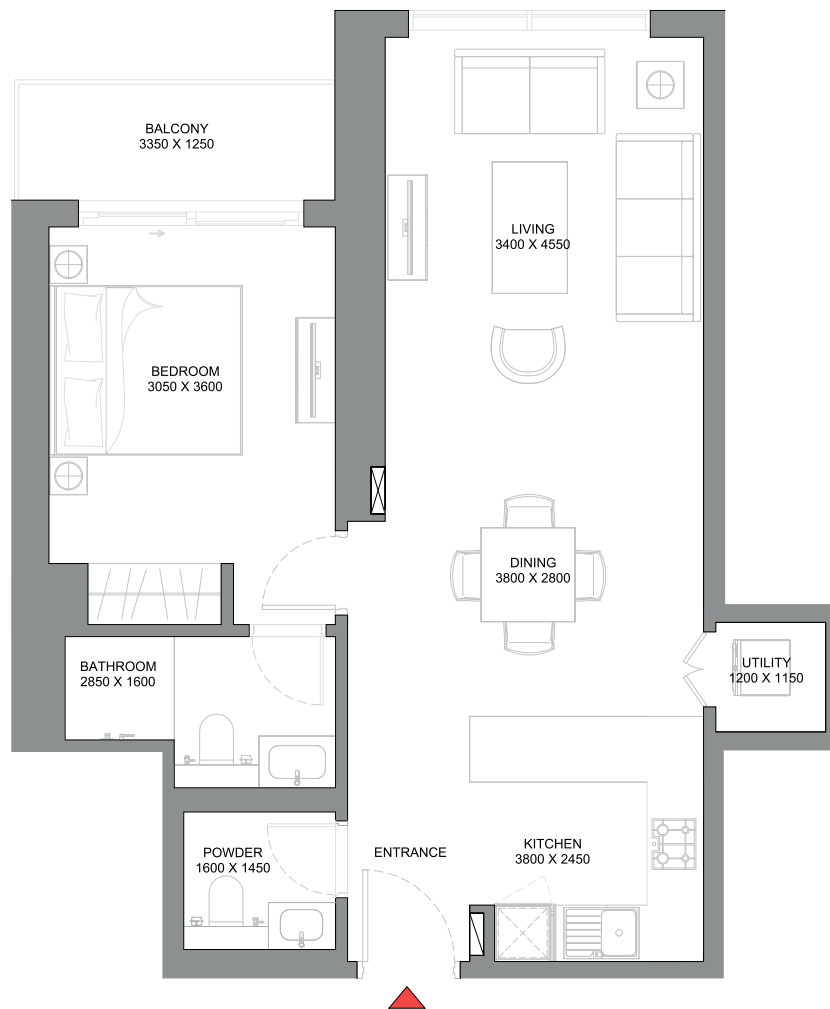 BALCONY
3350 X 1250
LIVING
3400 X 4550
BEDROOM
3050 X 3600
DINING
3800 X 2800
BATHROOM
2850 X 1600
UTILITY
1200 X 1150
POWDER
1600 X 1450
ENTRANCE
KITCHEN
3800 X 2450